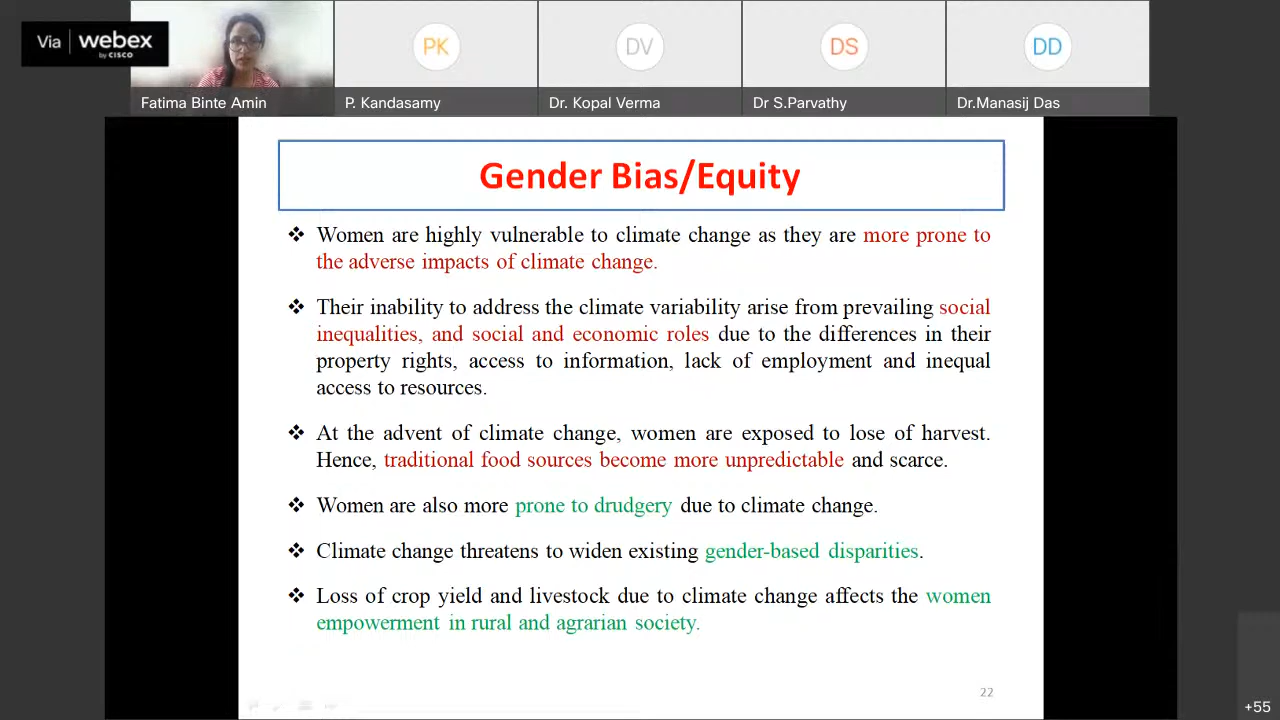 Via webex
by CISCO
PK
DV
DS
DD
Fatima Binte Amin
P. Kandasamy
Dr. Kopal Verma
Dr S.Parvathy
Dr.Manasij Das
Gender Bias/Equity
❖ Women are highly vulnerable to climate change as they are more prone to
the adverse impacts of climate change.
❖ Their inability to address the climate variability arise from prevailing social
inequalities, and social and economic roles due to the differences in their
property rights, access to information, lack of employment and inequal
access to resources.
❖ At the advent of climate change, women are exposed to lose of harvest.
Hence, traditional food sources become more unpredictable and scarce.
❖ Women are also more prone to drudgery due to climate change.
❖ Climate change threatens to widen existing gender-based disparities.
❖ Loss of crop yield and livestock due to climate change affects the women
empowerment in rural and agrarian society.
22
+55